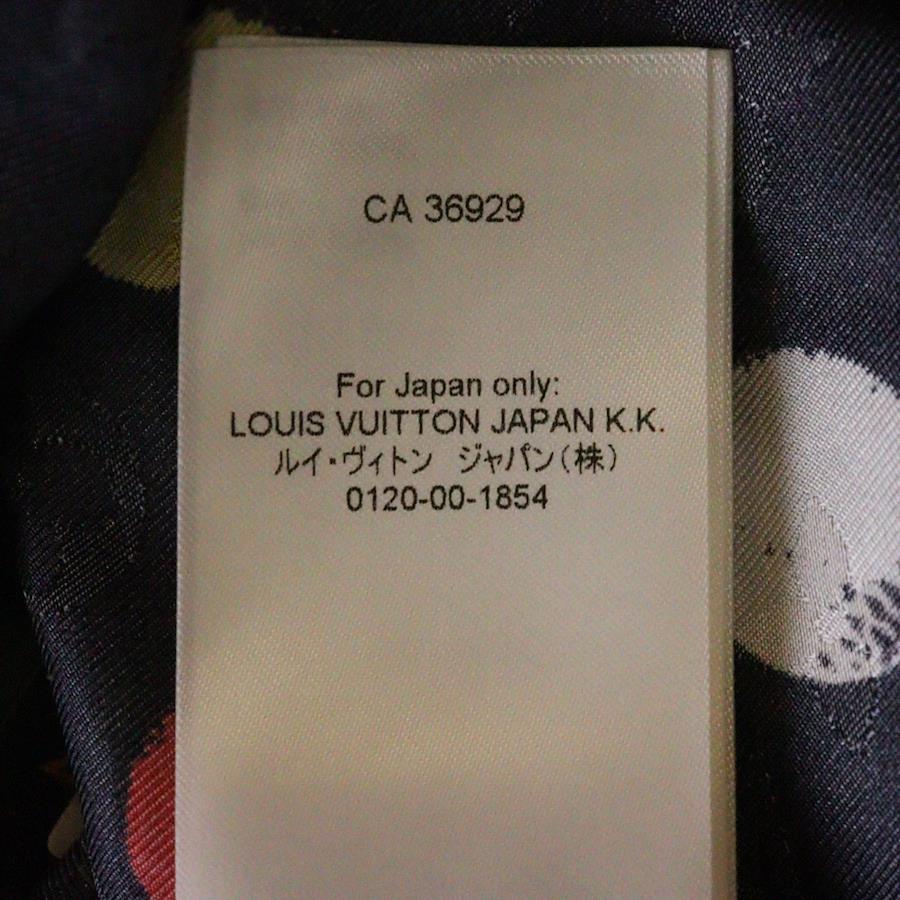 CA 36929
For Japan only:
LOUIS VUITTON JAPAN K.K.
ルイ・ヴィトン ジャパン(株)
0120-00-1854